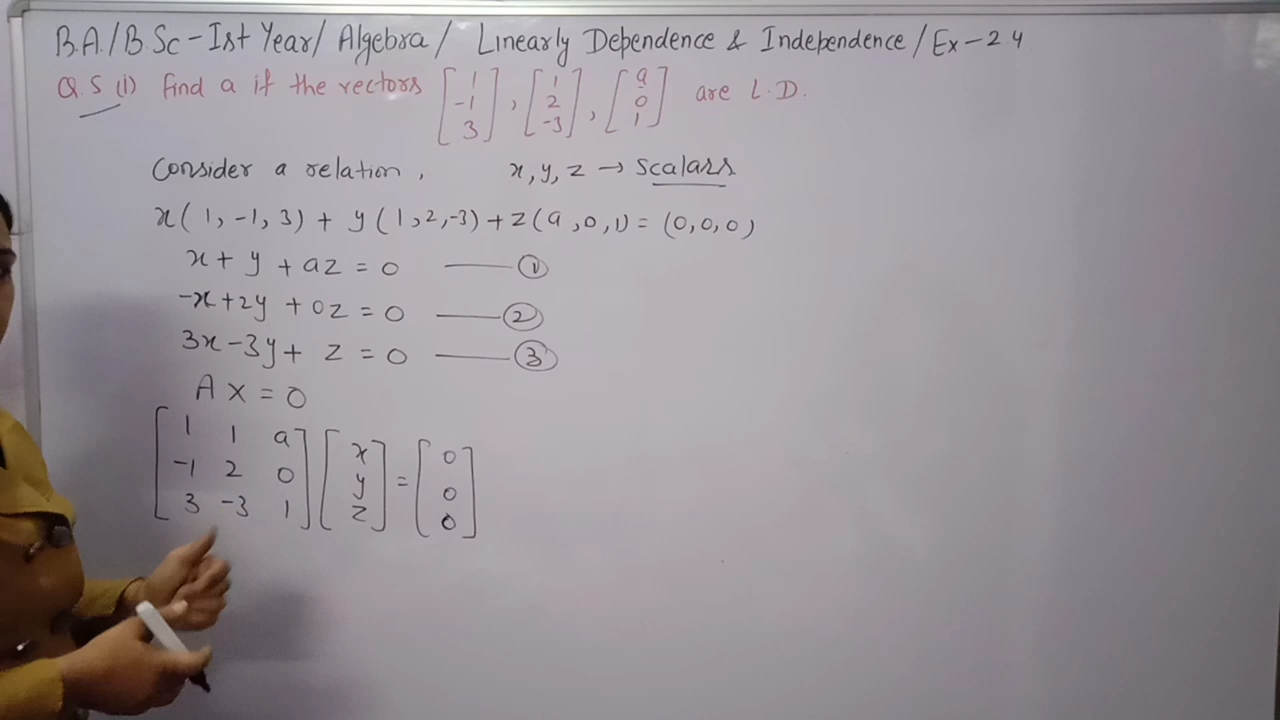 B.A./B.Sc - Ist Year/ Algebra/ Linearly Dependence & Independence/Ex-2 4
Q.5 (i) Find a if the vectors [1 -1 3], [1 2 -3], [a 0 1] are L.D.
Consider a relation, x, y, z → Scalars
x(1, -1, 3) + y(1, 2, -3) + z(a, 0, 1) = (0, 0, 0)
x + y + az = 0 —— ①
-x + 2y + 0z = 0 —— ②
3x - 3y + z = 0 —— ③
A X = 0
[1 1 a] [x] = [0]
[-1 2 0] [y] [0]
[3 -3 1] [z] [0]